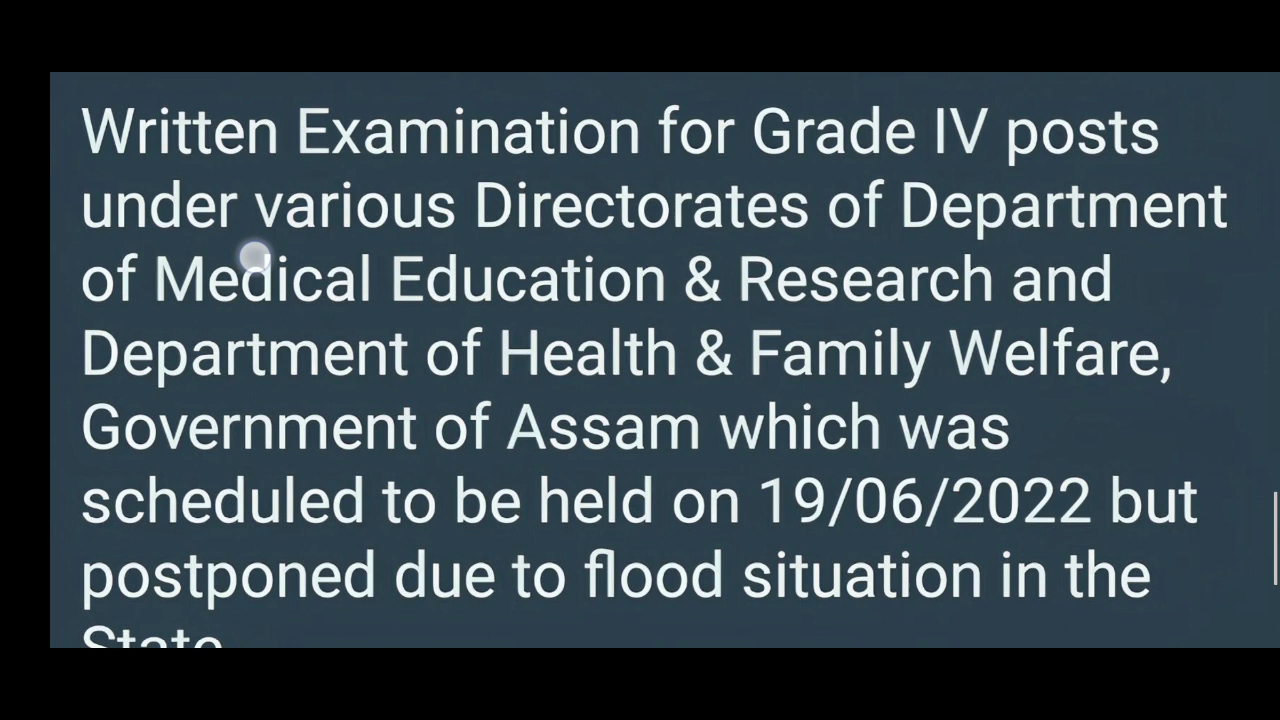 Written Examination for Grade IV posts
under various Directorates of Department
of Medical Education & Research and
Department of Health & Family Welfare,
Government of Assam which was
scheduled to be held on 19/06/2022 but
postponed due to flood situation in the
State